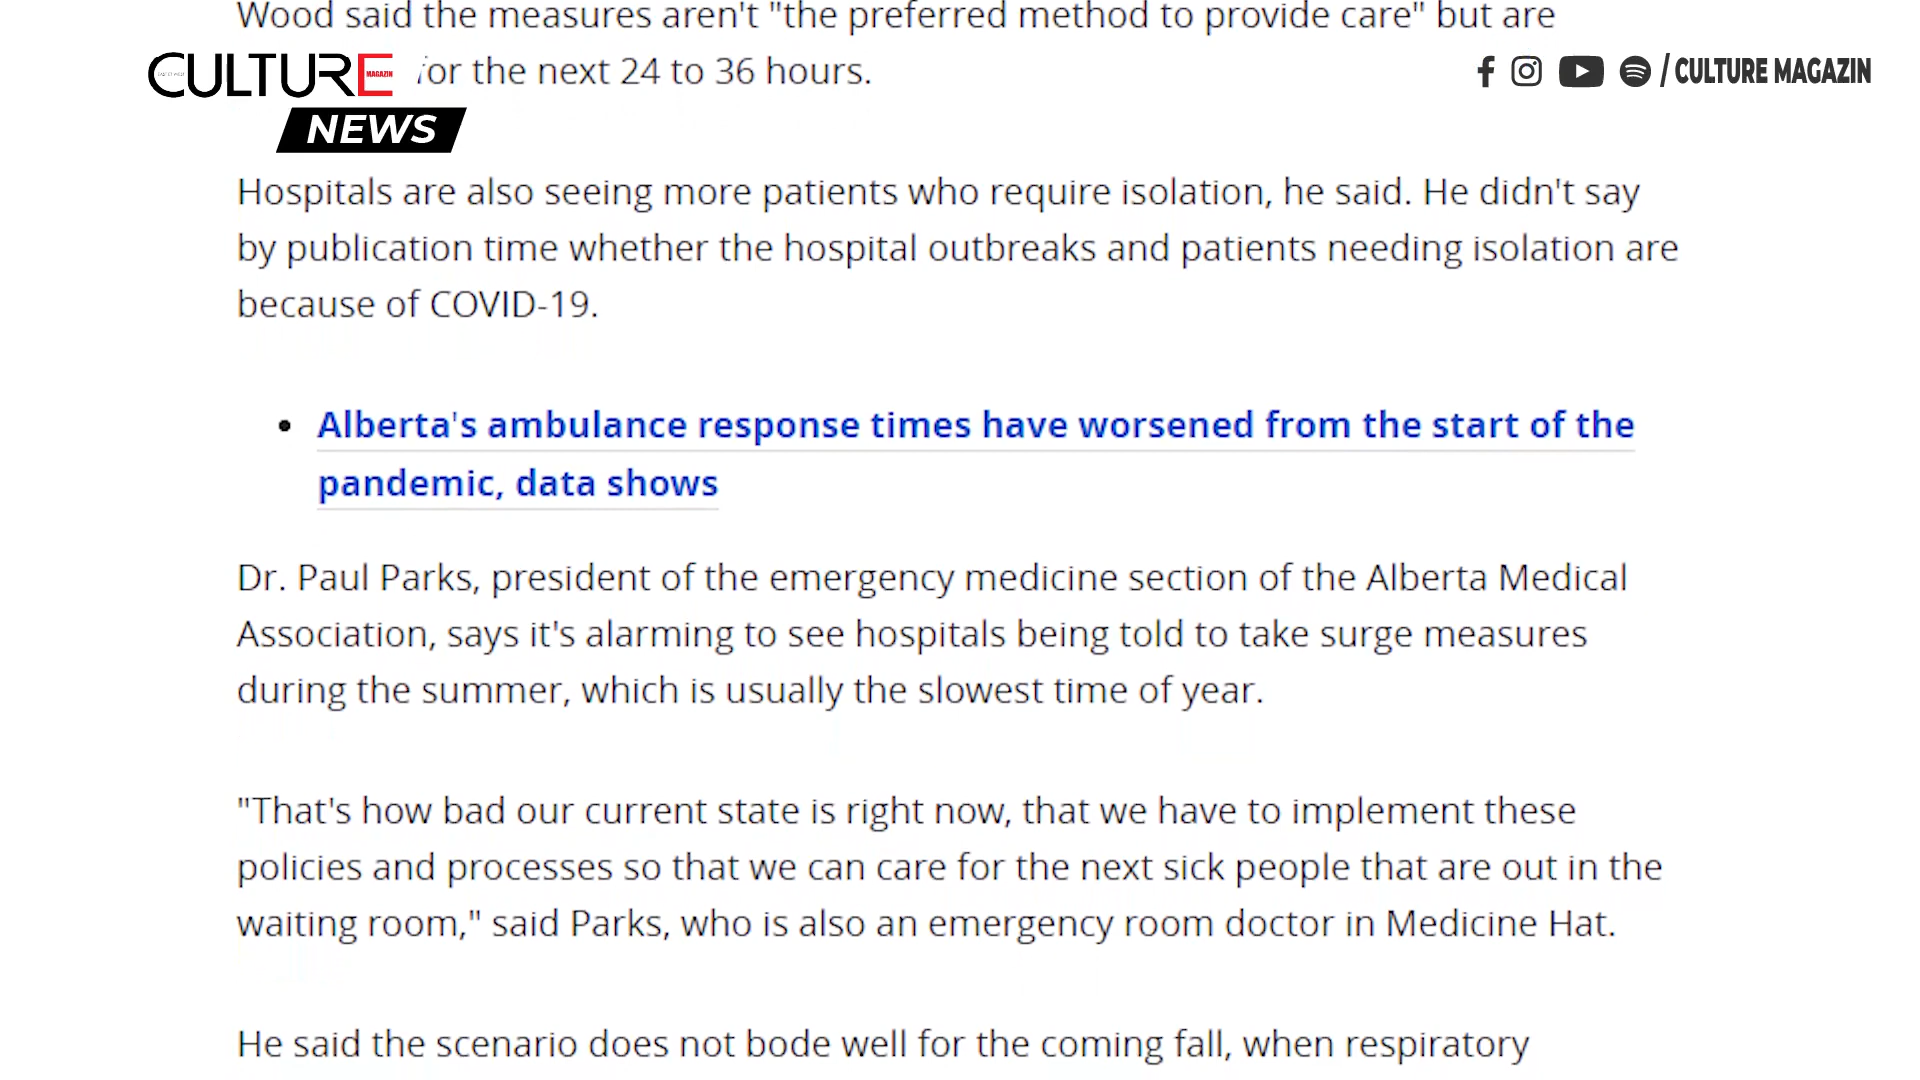 Wood said the measures aren't "the preferred method to provide care" but are
for the next 24 to 36 hours.
CULTURE MAGAZIN
NEWS
/ CULTURE MAGAZIN
Hospitals are also seeing more patients who require isolation, he said. He didn't say
by publication time whether the hospital outbreaks and patients needing isolation are
because of COVID-19.
• Alberta's ambulance response times have worsened from the start of the
pandemic, data shows
Dr. Paul Parks, president of the emergency medicine section of the Alberta Medical
Association, says it's alarming to see hospitals being told to take surge measures
during the summer, which is usually the slowest time of year.
"That's how bad our current state is right now, that we have to implement these
policies and processes so that we can care for the next sick people that are out in the
waiting room," said Parks, who is also an emergency room doctor in Medicine Hat.
He said the scenario does not bode well for the coming fall, when respiratory